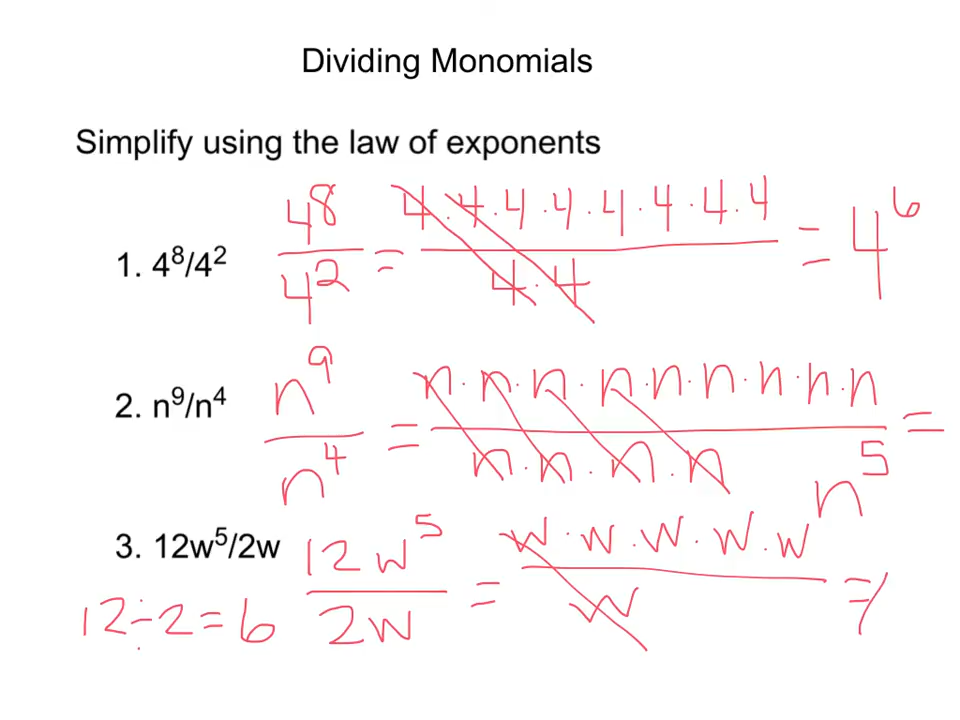 Dividing Monomials
Simplify using the law of exponents
1. 4⁸/4² 4⁸/4² = 4·4·4·4·4·4·4·4/4·4 = 4⁶
2. n⁹/n⁴ n⁹/n⁴ = n·n·n·n·n·n·n·n·n/n·n·n·n = n⁵
3. 12w⁵/2w 12w⁵/2w = w·w·w·w·w/w =
12÷2=6